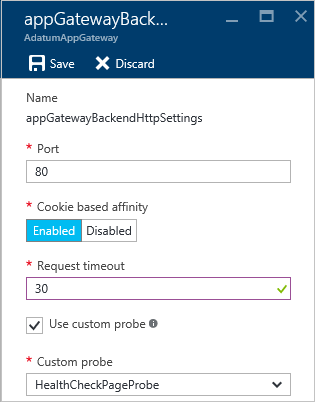 appGatewayBack...
AdatumAppGateway
Save Discard
Name
appGatewayBackendHttpSettings
* Port
80
* Cookie based affinity
Enabled Disabled
* Request timeout
30
Use custom probe
* Custom probe
HealthCheckPageProbe